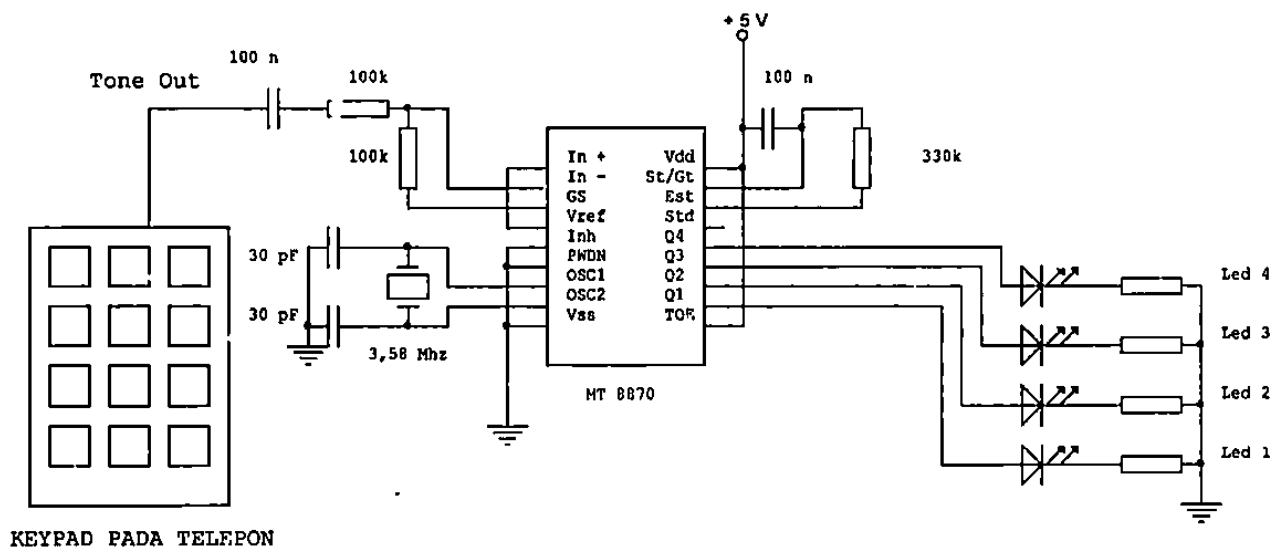 + 5 V
100 n
Tone Out
100k
100 n
100k
330k
In +
In -
GS
Vref
Inh
PWDN
OSC1
OSC2
Vss
Vdd
St/Gt
Est
Std
Q4
Q3
Q2
Q1
TOE
30 pF
30 pF
3,58 Mhz
MT 8870
Led 4
Led 3
Led 2
Led 1
KEYPAD PADA TELEPON